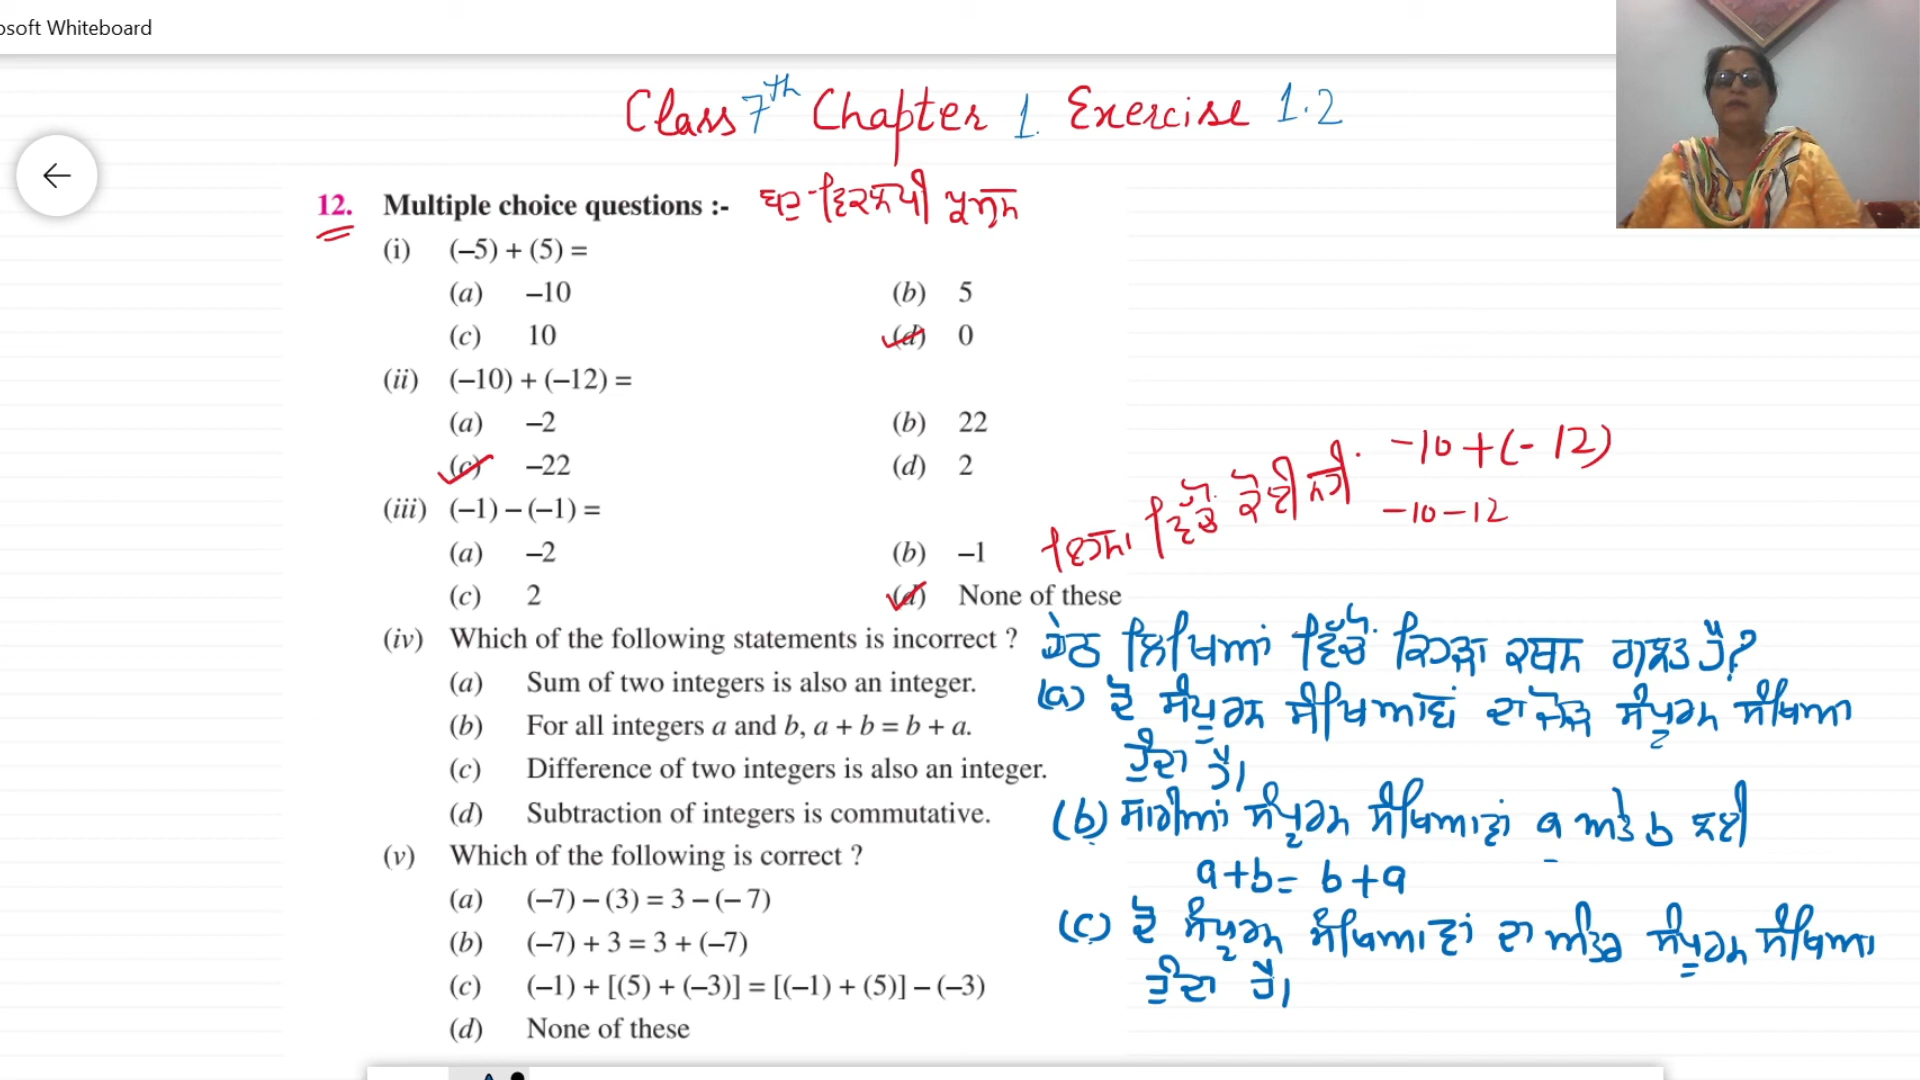 osoft Whiteboard
Class 7th Chapter 1. Exercise 1.2
12. Multiple choice questions :- ਬਹੁ-ਵਿਕਲਪੀ ਪ੍ਰਸ਼ਨ
(i) (–5) + (5) =
(a) –10 (b) 5
(c) 10 (d) 0
(ii) (–10) + (–12) =
(a) –2 (b) 22
(c) –22 (d) 2
-10+(-12)
-10-12
(iii) (–1) – (–1) =
(a) –2 (b) –1
ਇਹਨਾਂ ਵਿੱਚੋਂ ਕੋਈ ਨਹੀਂ
(c) 2 (d) None of these
(iv) Which of the following statements is incorrect ? ਹੇਠ ਲਿਖਿਆਂ ਵਿੱਚੋਂ ਕਿਹੜਾ ਕਥਨ ਗਲਤ ਹੈ?
(a) Sum of two integers is also an integer.
(b) For all integers a and b, a + b = b + a.
(c) Difference of two integers is also an integer.
(d) Subtraction of integers is commutative.
(a) ਦੋ ਸੰਪੂਰਨ ਸੰਖਿਆਵਾਂ ਦਾ ਜੋੜ ਸੰਪੂਰਨ ਸੰਖਿਆ
ਹੁੰਦਾ ਹੈ।
(b) ਸਾਰੀਆਂ ਸੰਪੂਰਨ ਸੰਖਿਆਵਾਂ a ਅਤੇ b ਲਈ
a+b= b+a
(c) ਦੋ ਸੰਪੂਰਨ ਸੰਖਿਆਵਾਂ ਦਾ ਅੰਤਰ ਸੰਪੂਰਨ ਸੰਖਿਆ
ਹੁੰਦਾ ਹੈ।
(v) Which of the following is correct ?
(a) (–7) – (3) = 3 – (– 7)
(b) (–7) + 3 = 3 + (–7)
(c) (–1) + [(5) + (–3)] = [(–1) + (5)] – (–3)
(d) None of these